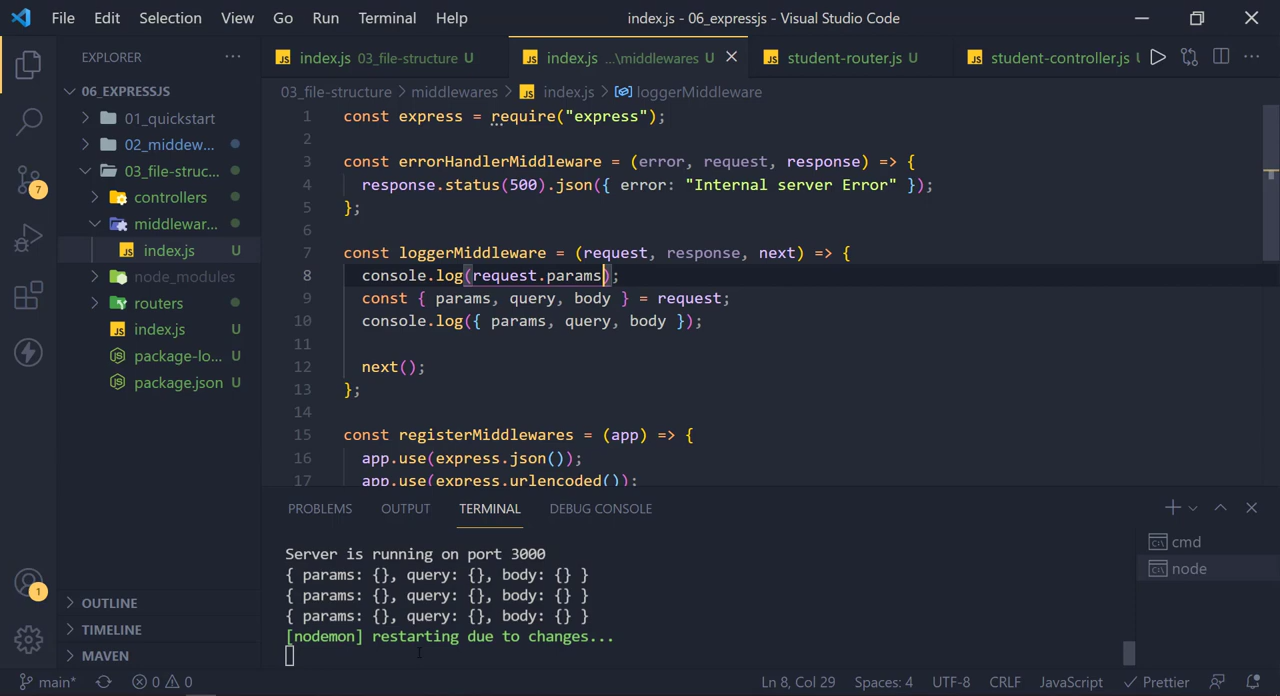 File Edit Selection View Go Run Terminal Help index.js - 06_expressjs - Visual Studio Code
EXPLORER ...
06_EXPRESSJS
01_quickstart
02_middew...
03_file-struc...
controllers
middlewar...
index.js U
node_modules
routers
index.js U
package-lo... U
package.json U
OUTLINE
TIMELINE
MAVEN
7
1
index.js 03_file-structure U
index.js ...\middlewares U
JS student-router.js U
JS student-controller.js
03_file-structure > middlewares > JS index.js > loggerMiddleware
1 const express = require("express");
2
3 const errorHandlerMiddleware = (error, request, response) => {
4 response.status(500).json({ error: "Internal server Error" });
5 };
6
7 const loggerMiddleware = (request, response, next) => {
8 console.log(request.params);
9 const { params, query, body } = request;
10 console.log({ params, query, body });
11
12 next();
13 };
14
15 const registerMiddlewares = (app) => {
16 app.use(express.json());
17 app.use(express.urlencoded());
PROBLEMS OUTPUT TERMINAL DEBUG CONSOLE
Server is running on port 3000
{ params: {}, query: {}, body: {} }
{ params: {}, query: {}, body: {} }
{ params: {}, query: {}, body: {} }
[nodemon] restarting due to changes...
cmd
node
main* 0 0 Ln 8, Col 29 Spaces: 4 UTF-8 CRLF JavaScript Prettier